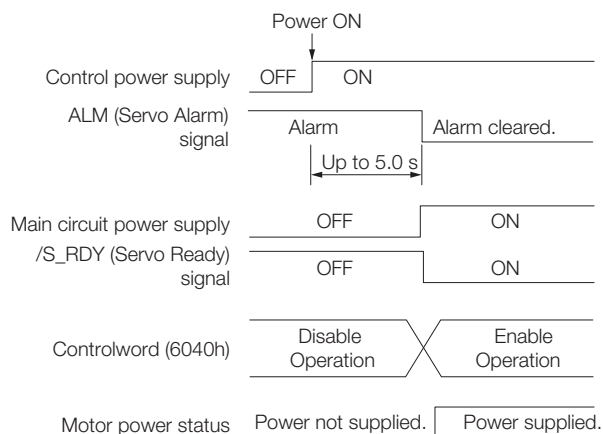 Power ON
Control power supply OFF ON
ALM (Servo Alarm)
signal
Alarm Alarm cleared.
Up to 5.0 s
Main circuit power supply OFF ON
/S_RDY (Servo Ready)
signal
OFF ON
Controlword (6040h)
Disable
Operation
Enable
Operation
Motor power status Power not supplied. Power supplied.